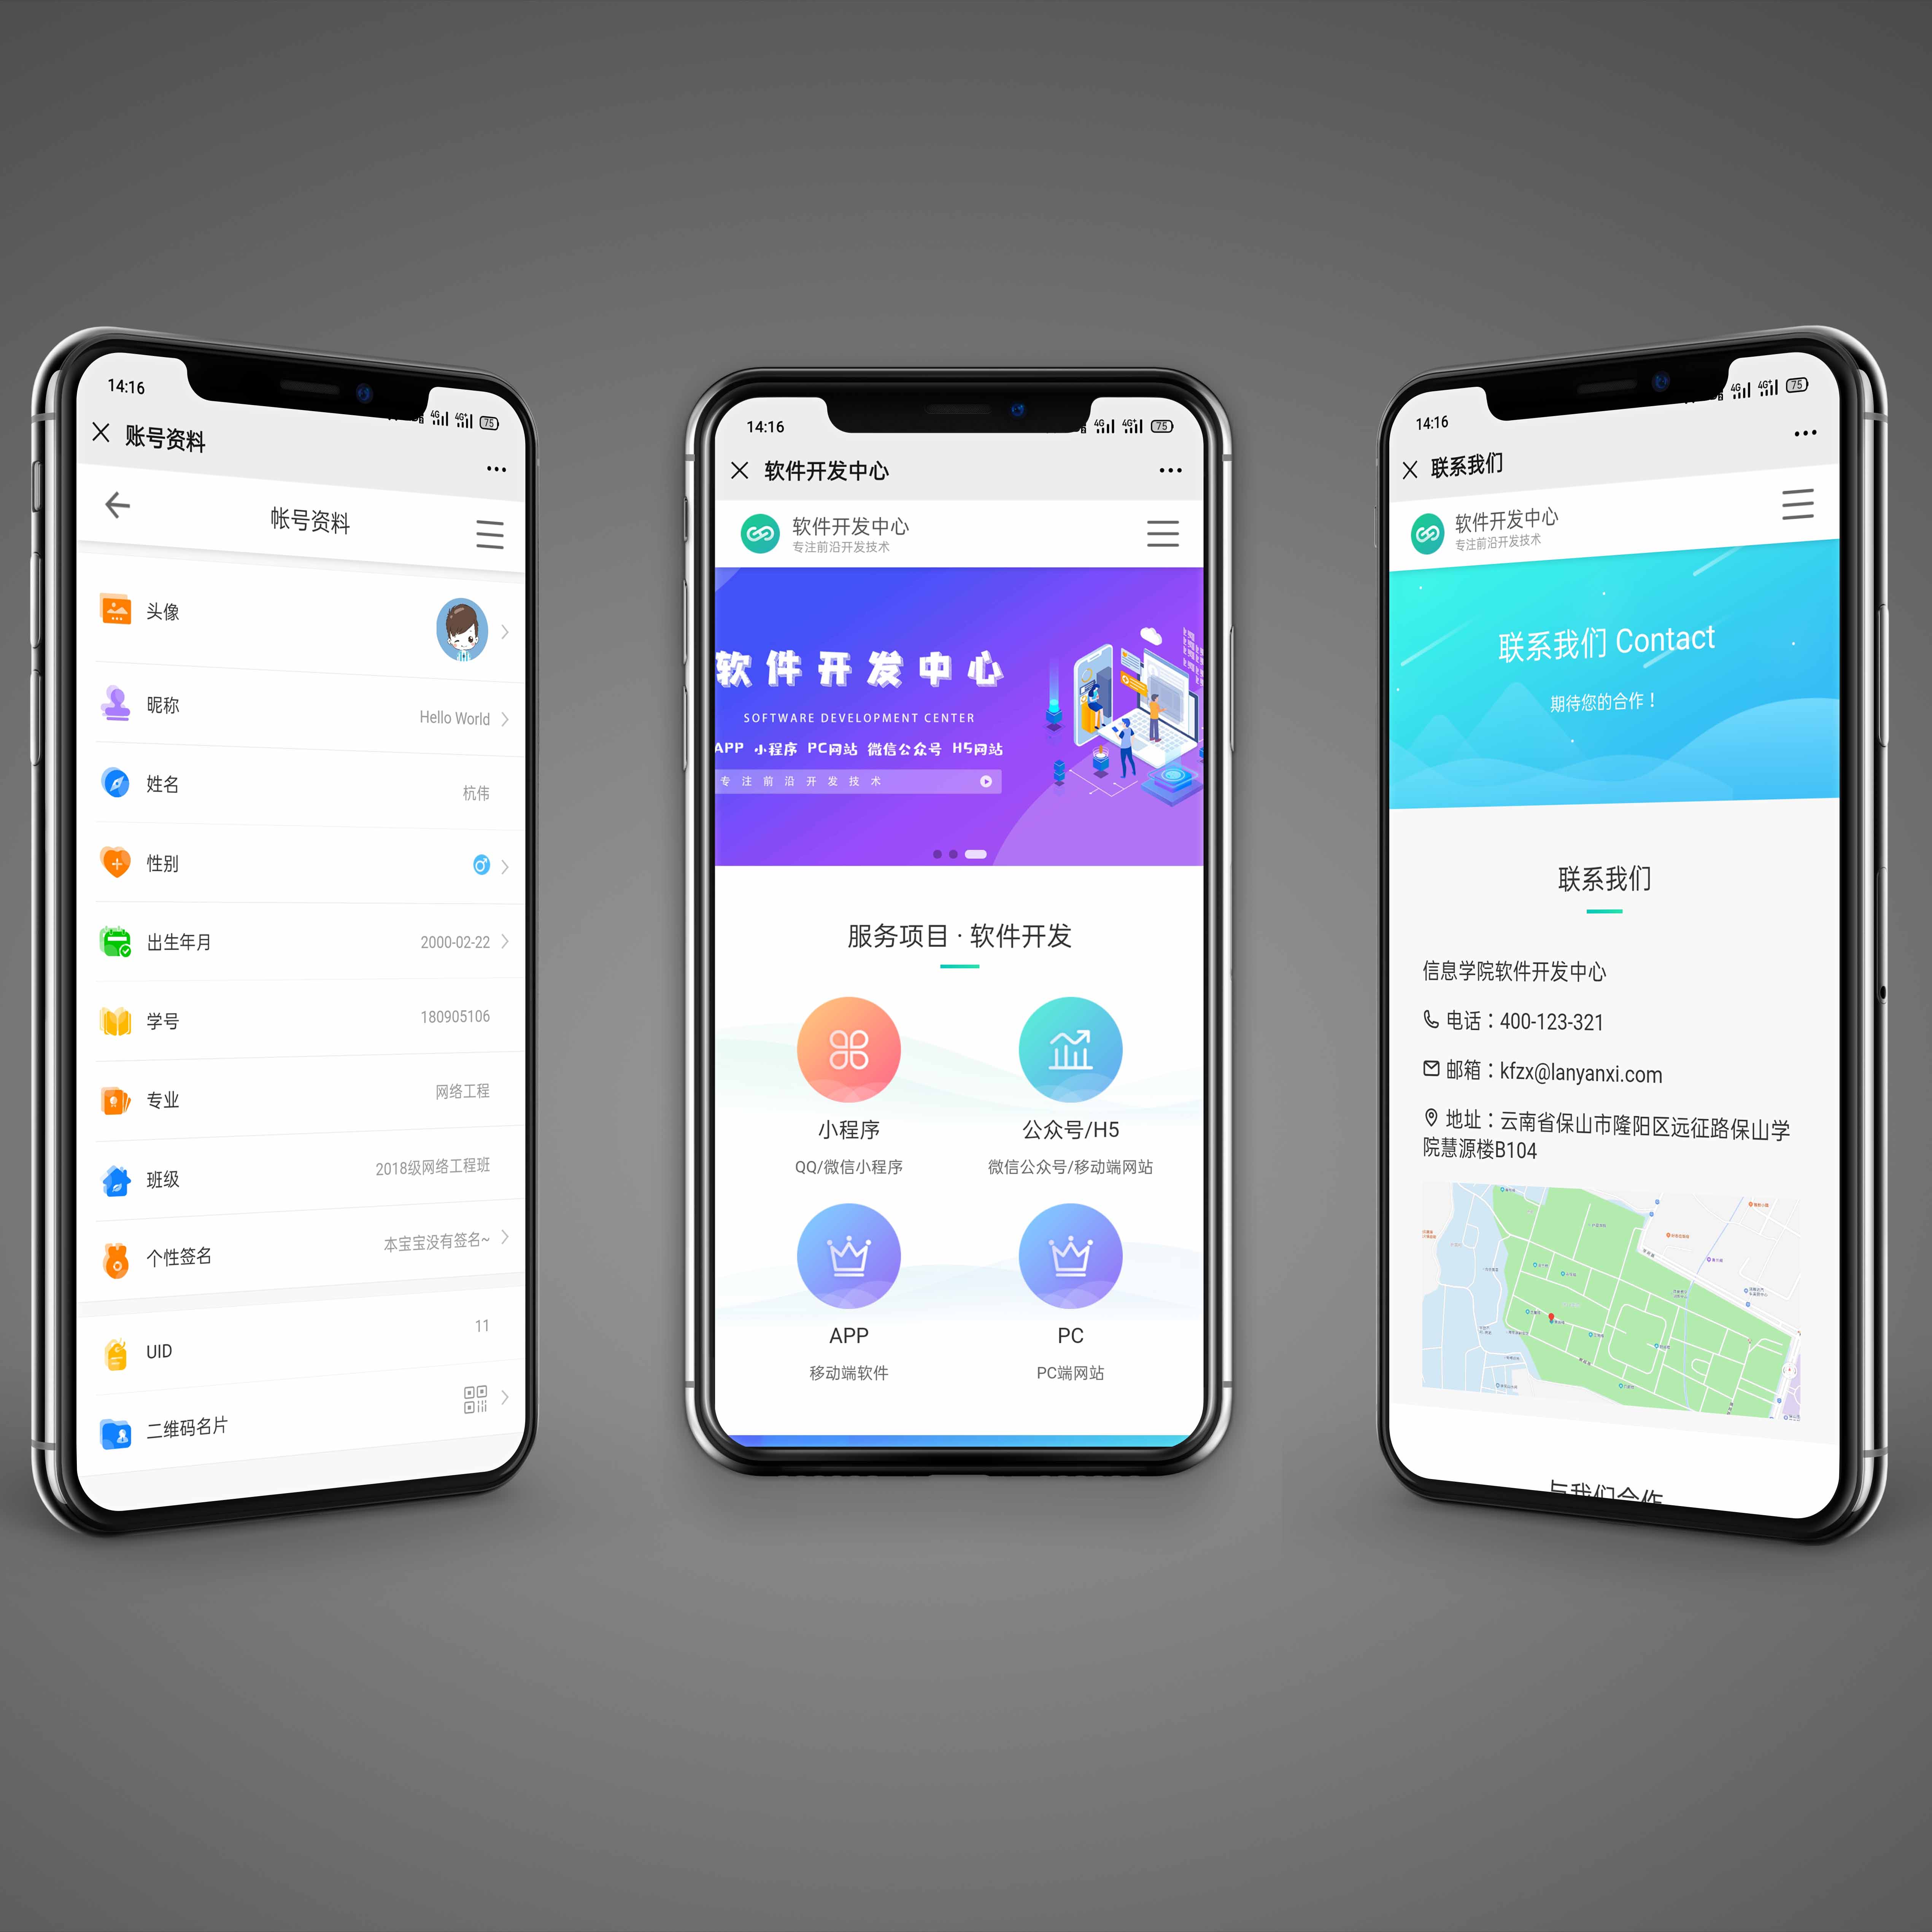 14:16
4G 4G+ 75
账号资料
帐号资料
头像
昵称 Hello World
姓名 杭伟
性别
出生年月 2000-02-22
学号 180905106
专业 网络工程
班级 2018级网络工程班
个性签名 本宝宝没有签名~
UID 11
二维码名片
14:16
4G 4G+ 75
软件开发中心
软件开发中心
专注前沿开发技术
软件开发中心
SOFTWARE DEVELOPMENT CENTER
APP 小程序 PC网站 微信公众号 H5网站
专注前沿开发技术
服务项目 · 软件开发
小程序 公众号/H5
QQ/微信小程序 微信公众号/移动端网站
APP PC
移动端软件 PC端网站
14:16
4G 4G+ 75
联系我们
软件开发中心
专注前沿开发技术
联系我们 Contact
期待您的合作！
联系我们
信息学院软件开发中心
电话：400-123-321
邮箱：kfzx@lanyanxi.com
地址：云南省保山市隆阳区远征路保山学
院慧源楼B104
与我们合作